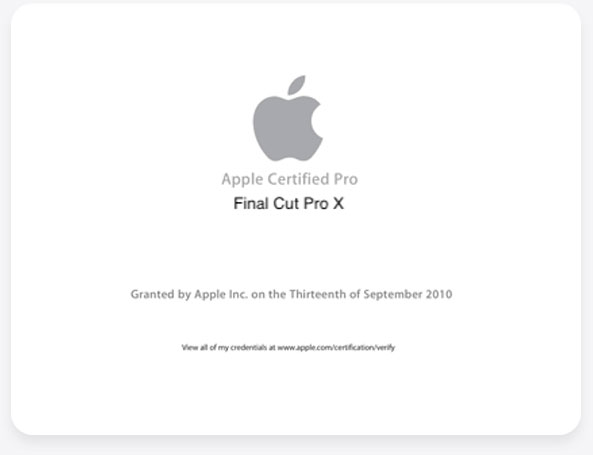 Apple Certified Pro
Final Cut Pro X
Granted by Apple Inc. on the Thirteenth of September 2010
View all of my credentials at www.apple.com/certification/verify